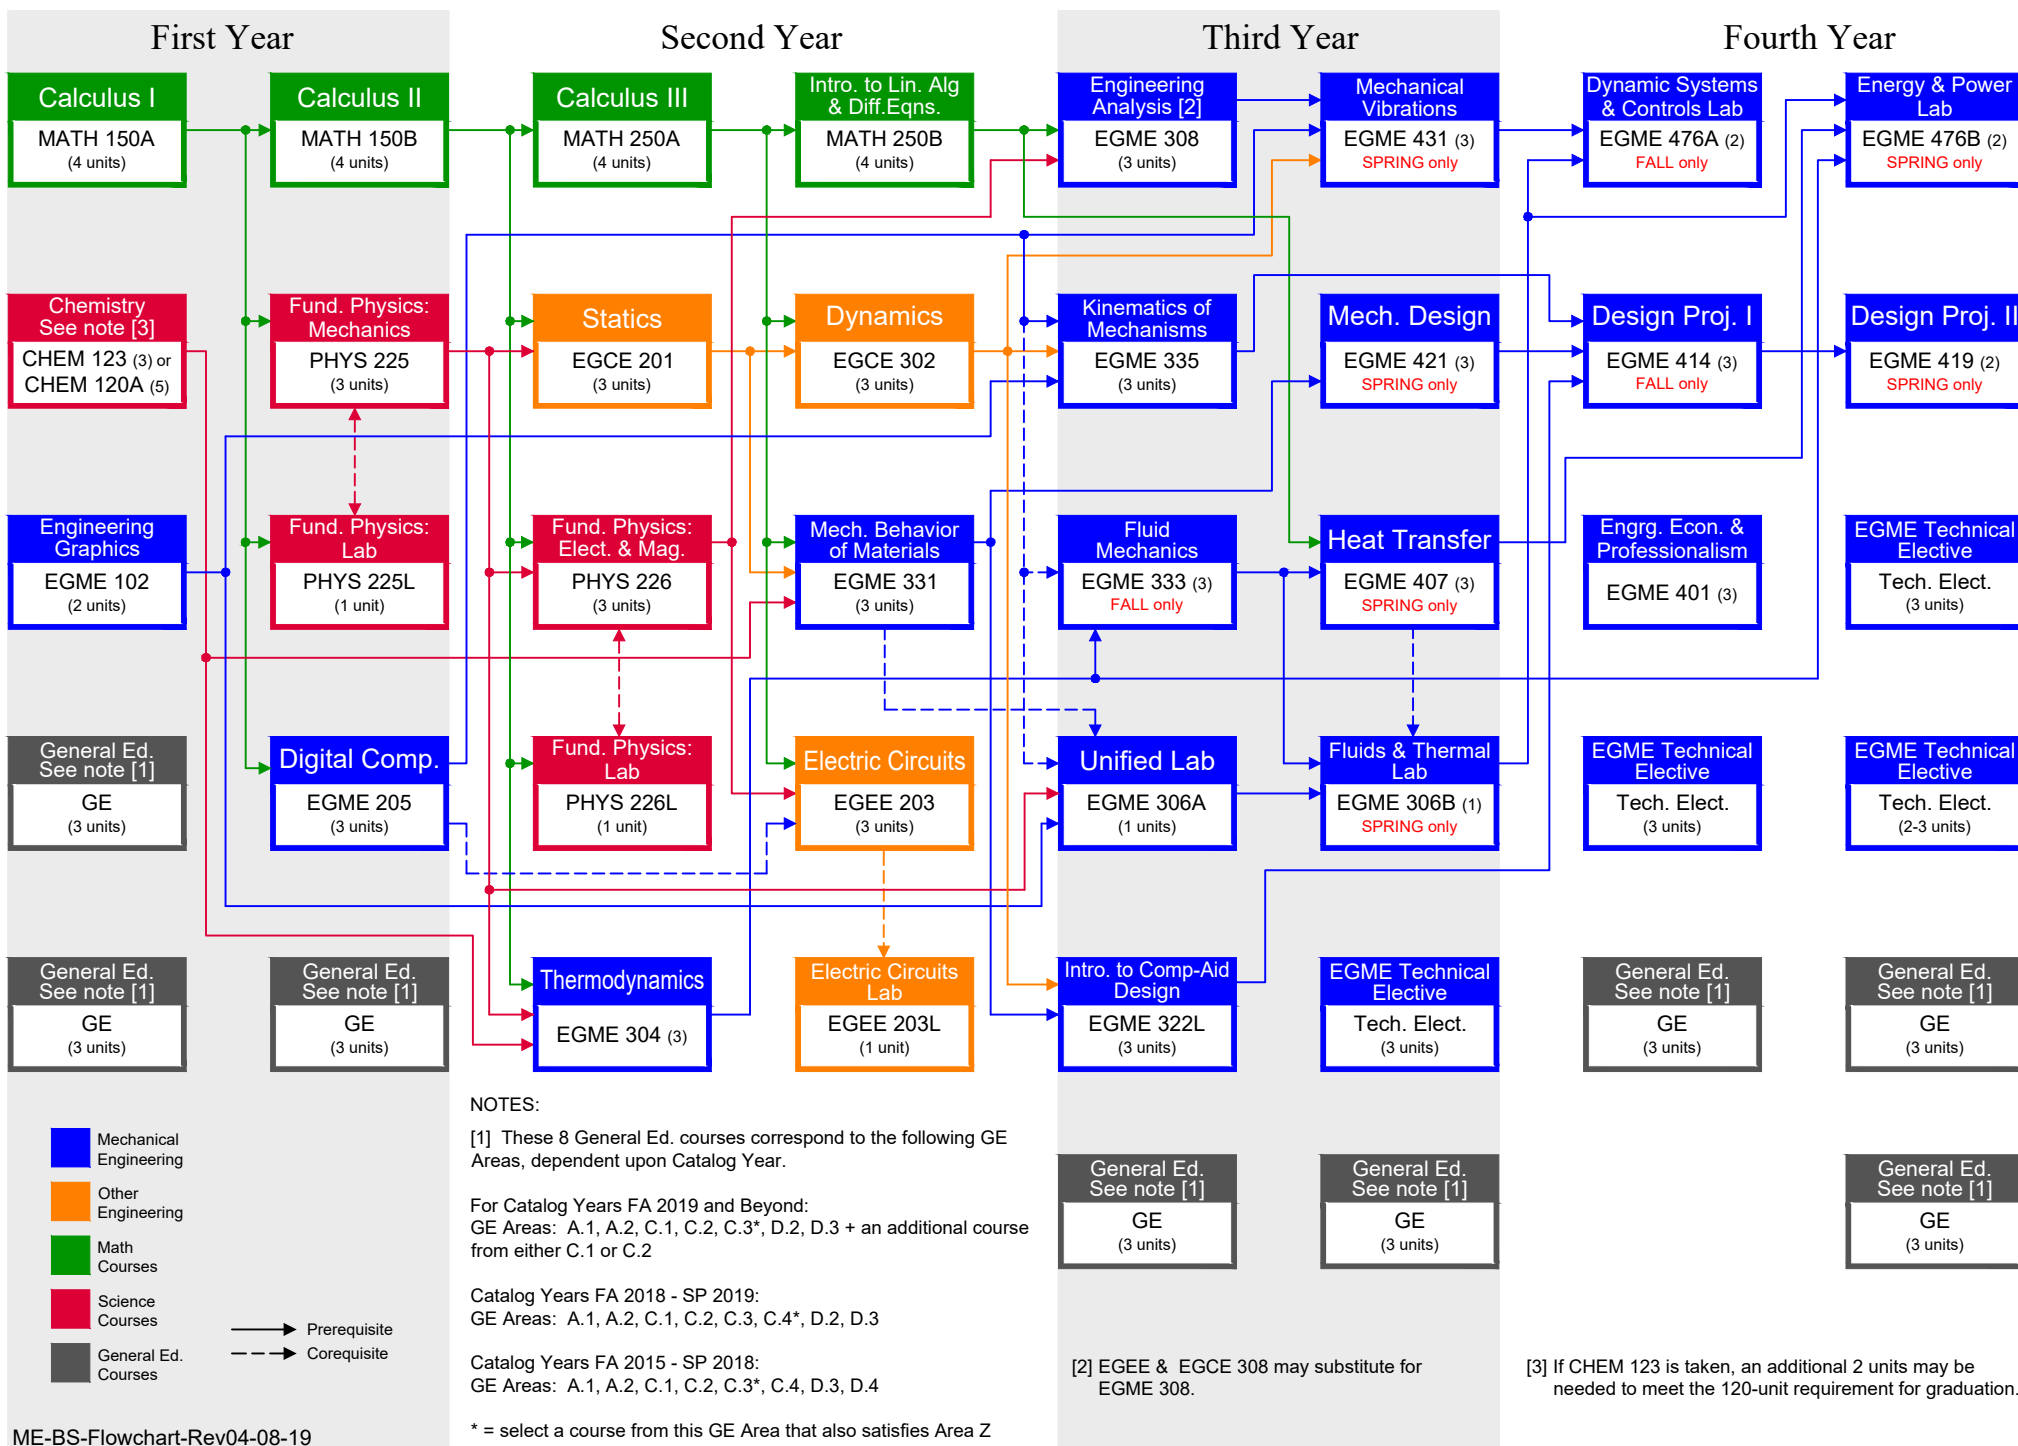 First Year
Second Year
Third Year
Fourth Year
Calculus I
MATH 150A
(4 units)
Calculus II
MATH 150B
(4 units)
Calculus III
MATH 250A
(4 units)
Intro. to Lin. Alg
& Diff.Eqns.
MATH 250B
(4 units)
Engineering
Analysis [2]
EGME 308
(3 units)
Mechanical
Vibrations
EGME 431 (3)
SPRING only
Dynamic Systems
& Controls Lab
EGME 476A (2)
FALL only
Energy & Power
Lab
EGME 476B (2)
SPRING only
Chemistry
See note [3]
CHEM 123 (3) or
CHEM 120A (5)
Fund. Physics:
Mechanics
PHYS 225
(3 units)
Statics
EGCE 201
(3 units)
Dynamics
EGCE 302
(3 units)
Kinematics of
Mechanisms
EGME 335
(3 units)
Mech. Design
EGME 421 (3)
SPRING only
Design Proj. I
EGME 414 (3)
FALL only
Design Proj. II
EGME 419 (2)
SPRING only
Engineering
Graphics
EGME 102
(2 units)
Fund. Physics:
Lab
PHYS 225L
(1 unit)
Fund. Physics:
Elect. & Mag.
PHYS 226
(3 units)
Mech. Behavior
of Materials
EGME 331
(3 units)
Fluid
Mechanics
EGME 333 (3)
FALL only
Heat Transfer
EGME 407 (3)
SPRING only
Engrg. Econ. &
Professionalism
EGME 401 (3)
EGME Technical
Elective
Tech. Elect.
(3 units)
General Ed.
See note [1]
GE
(3 units)
Digital Comp.
EGME 205
(3 units)
Fund. Physics:
Lab
PHYS 226L
(1 unit)
Electric Circuits
EGEE 203
(3 units)
Unified Lab
EGME 306A
(1 units)
Fluids & Thermal
Lab
EGME 306B (1)
SPRING only
EGME Technical
Elective
Tech. Elect.
(3 units)
EGME Technical
Elective
Tech. Elect.
(2-3 units)
General Ed.
See note [1]
GE
(3 units)
General Ed.
See note [1]
GE
(3 units)
Thermodynamics
EGME 304 (3)
Electric Circuits
Lab
EGEE 203L
(1 unit)
Intro. to Comp-Aid
Design
EGME 322L
(3 units)
EGME Technical
Elective
Tech. Elect.
(3 units)
General Ed.
See note [1]
GE
(3 units)
General Ed.
See note [1]
GE
(3 units)
General Ed.
See note [1]
GE
(3 units)
General Ed.
See note [1]
GE
(3 units)
General Ed.
See note [1]
GE
(3 units)
Mechanical
Engineering
Other
Engineering
Math
Courses
Science
Courses
General Ed.
Courses
Prerequisite
Corequisite
NOTES:
[1] These 8 General Ed. courses correspond to the following GE
Areas, dependent upon Catalog Year.
For Catalog Years FA 2019 and Beyond:
GE Areas: A.1, A.2, C.1, C.2, C.3*, D.2, D.3 + an additional course
from either C.1 or C.2
Catalog Years FA 2018 - SP 2019:
GE Areas: A.1, A.2, C.1, C.2, C.3, C.4*, D.2, D.3
Catalog Years FA 2015 - SP 2018:
GE Areas: A.1, A.2, C.1, C.2, C.3*, C.4, D.3, D.4
* = select a course from this GE Area that also satisfies Area Z
[2] EGEE & EGCE 308 may substitute for
EGME 308.
[3] If CHEM 123 is taken, an additional 2 units may be
needed to meet the 120-unit requirement for graduation.
ME-BS-Flowchart-Rev04-08-19